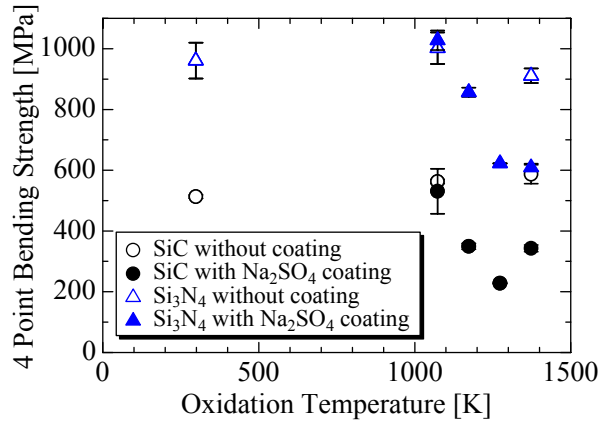 4 Point Bending Strength [MPa]
1000
800
600
400
200
0
SiC without coating
SiC with Na₂SO₄ coating
Si₃N₄ without coating
Si₃N₄ with Na₂SO₄ coating
0 500 1000 1500
Oxidation Temperature [K]